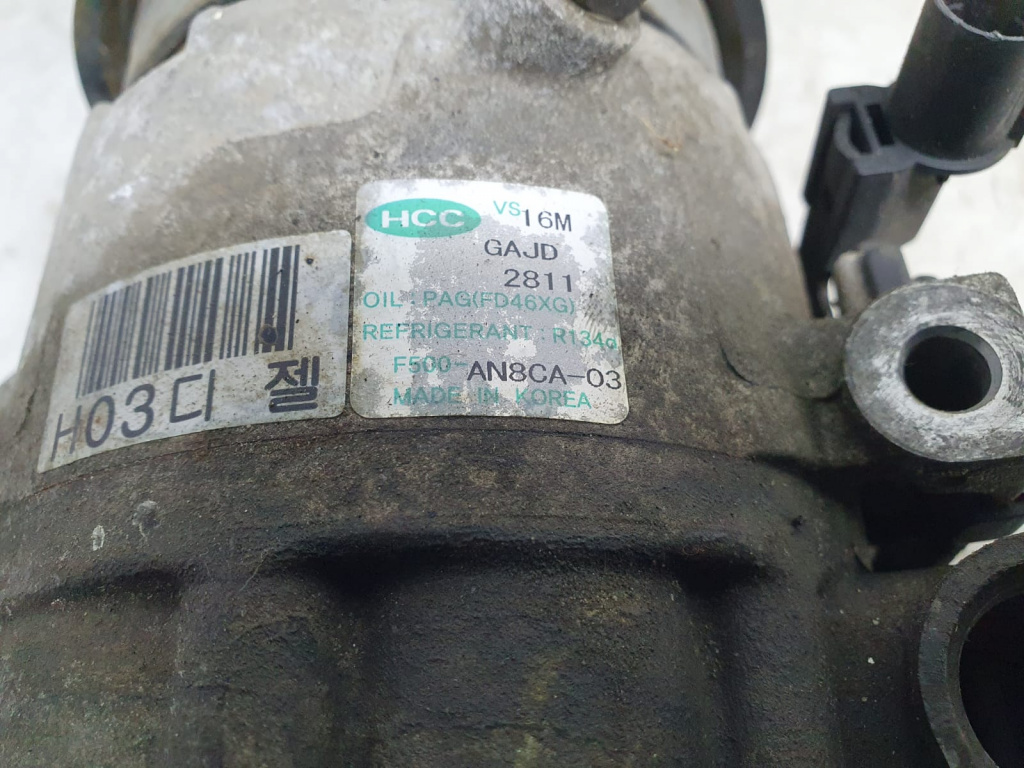 HCC VS16M
GAJD
2811
OIL : PAG(FD46XG)
REFRIGERANT : R134a
F500-AN8CA-03
MADE IN KOREA
H03디젤